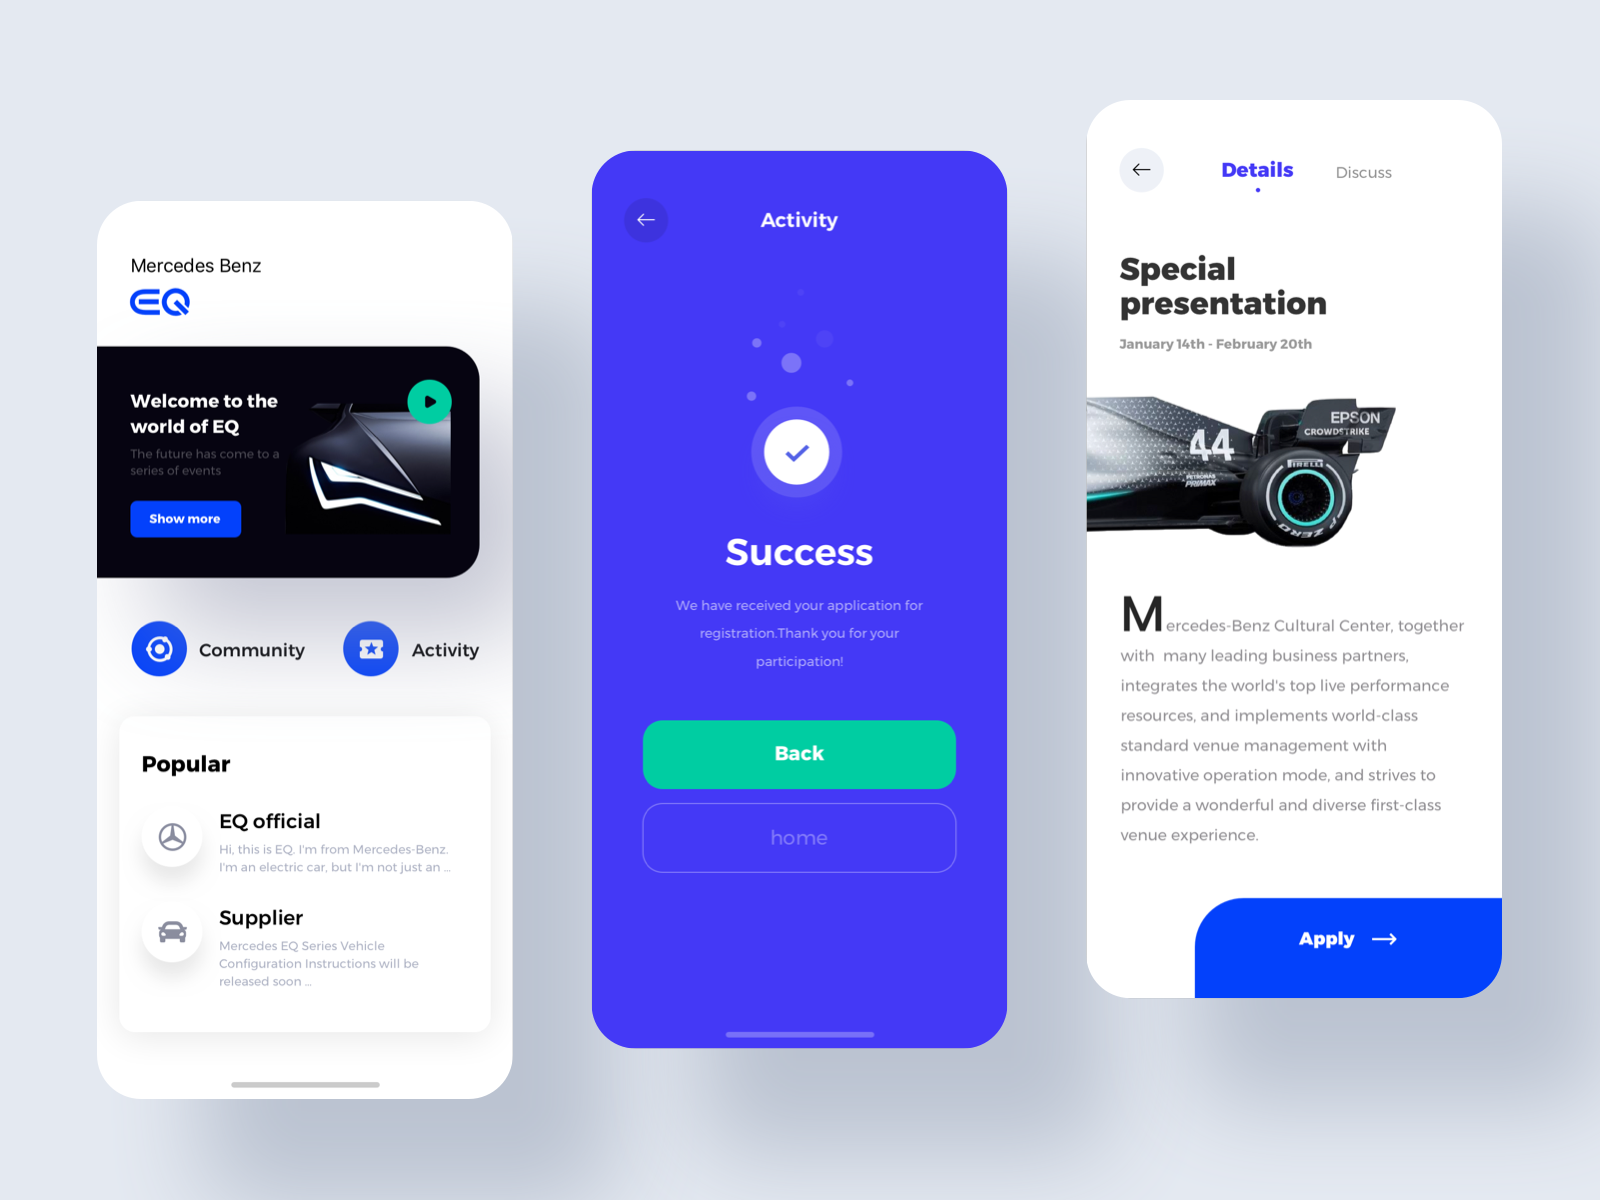 Mercedes Benz
EQ
Welcome to the
world of EQ
The future has come to a
series of events
Show more
Community
Activity
Popular
EQ official
Hi, this is EQ. I'm from Mercedes-Benz.
I'm an electric car, but I'm not just an ...
Supplier
Mercedes EQ Series Vehicle
Configuration Instructions will be
released soon ...
Activity
Success
We have received your application for
registration.Thank you for your
participation!
Back
home
Details
Discuss
Special
presentation
January 14th - February 20th
44
PETRONAS
PRIMAX
EPSON
CROWDSTRIKE
PIRELLI
P ZERO
Mercedes-Benz Cultural Center, together
with  many leading business partners,
integrates the world's top live performance
resources, and implements world-class
standard venue management with
innovative operation mode, and strives to
provide a wonderful and diverse first-class
venue experience.
Apply